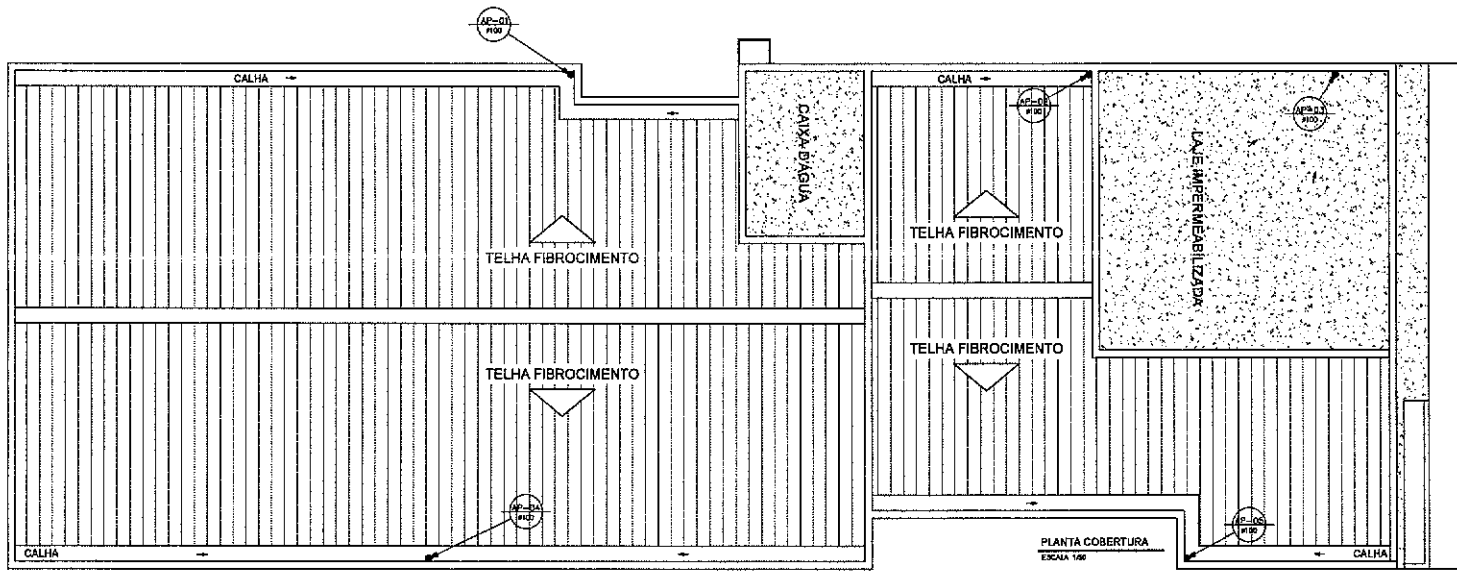 AP-01
#100
CALHA
CALHA
AP-02
#100
AP-03
#100
CAIXA D'AGUA
LAJE IMPERMEABILIZADA
TELHA FIBROCIMENTO
TELHA FIBROCIMENTO
TELHA FIBROCIMENTO
TELHA FIBROCIMENTO
AP-04
#100
AP-05
#100
CALHA
PLANTA COBERTURA
ESCALA 1/50
CALHA